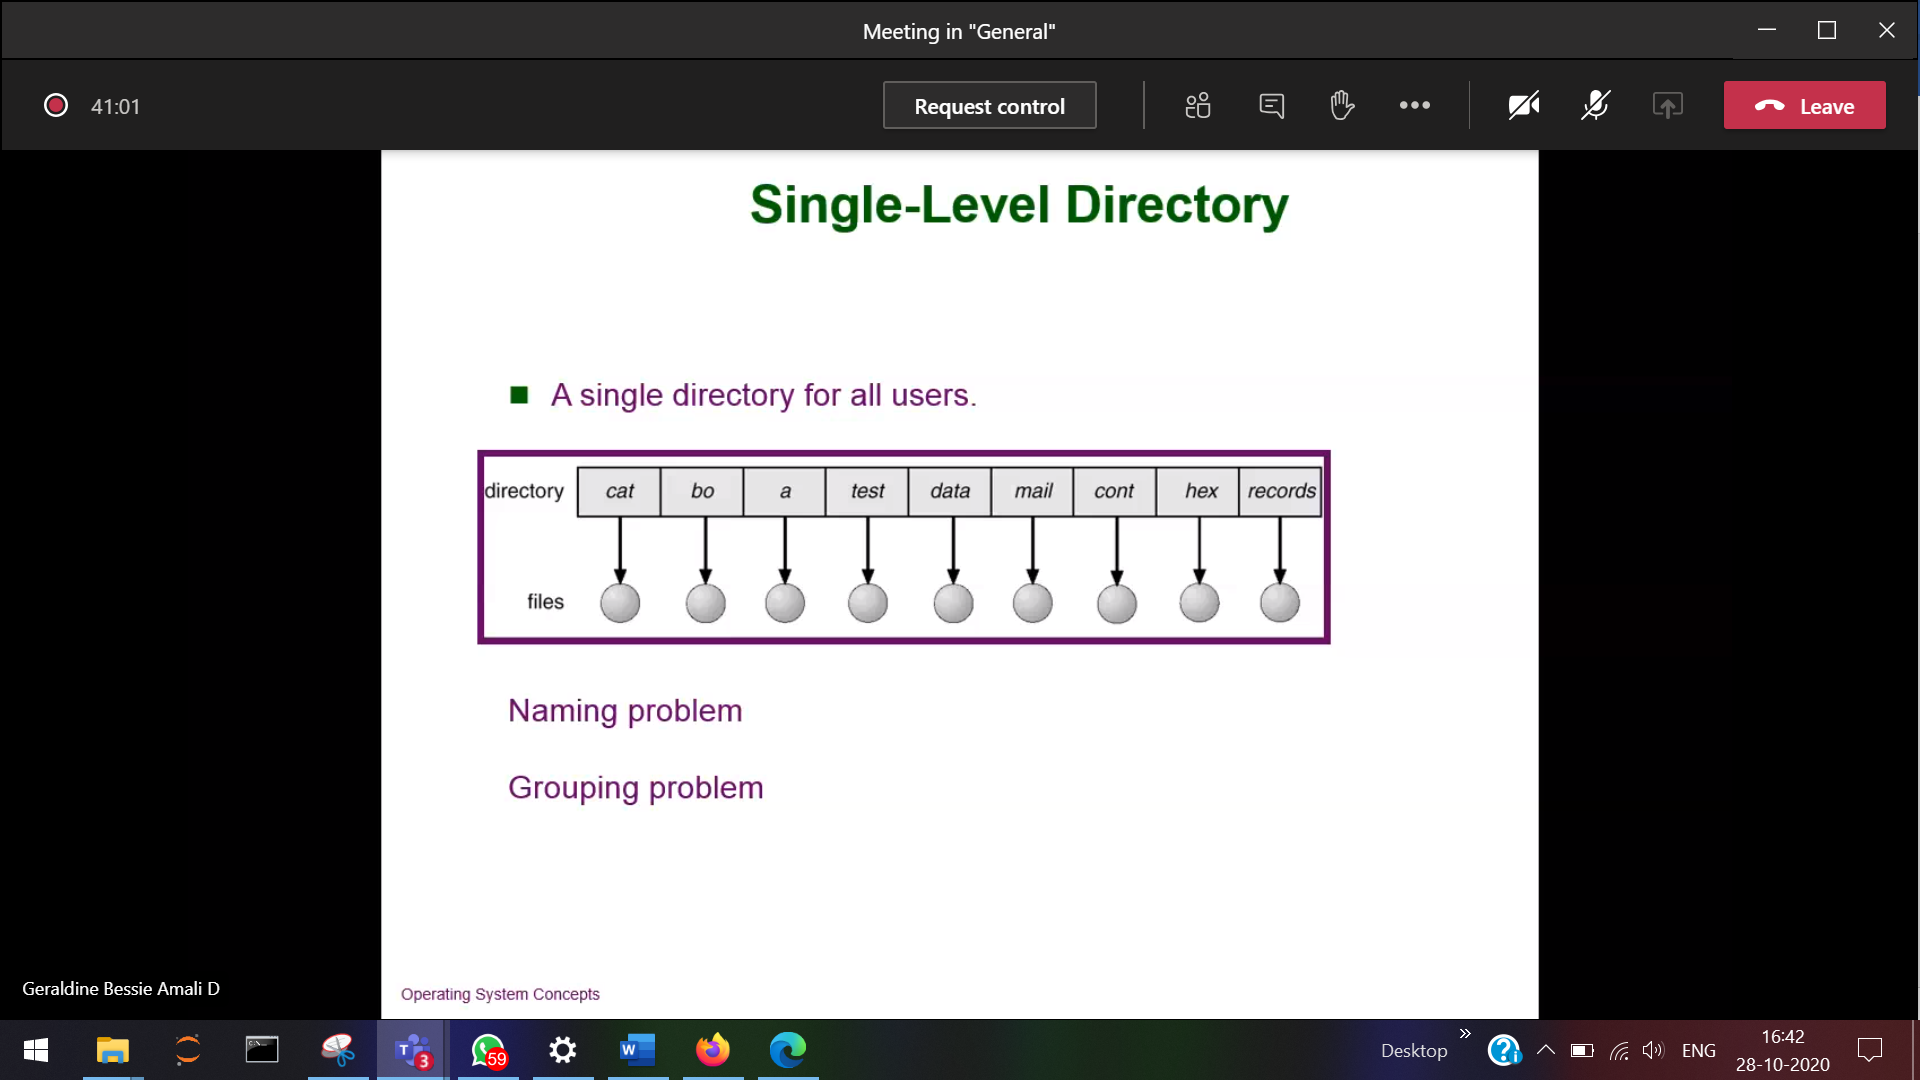 Meeting in "General"
41:01
Request control
Leave
Single-Level Directory
A single directory for all users.
directory cat bo a test data mail cont hex records
files
Naming problem
Grouping problem
Geraldine Bessie Amali D
Operating System Concepts
T 3 59 W Desktop » ENG
16:42
28-10-2020